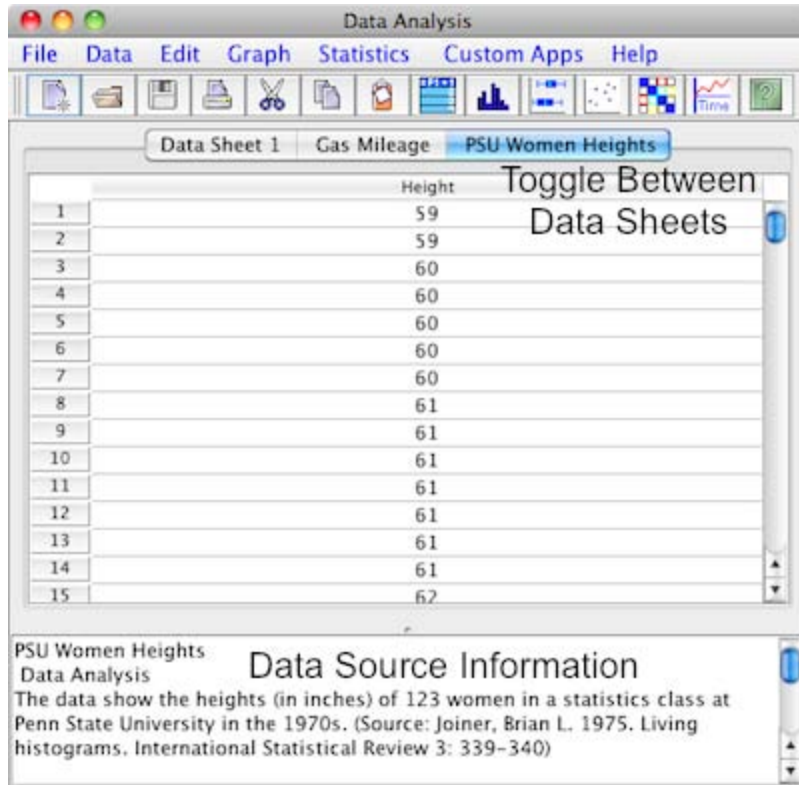 Data Analysis
File Data Edit Graph Statistics Custom Apps Help
Time ?
Data Sheet 1 Gas Mileage PSU Women Heights
Toggle Between
Data Sheets
Height
1 59
2 59
3 60
4 60
5 60
6 60
7 60
8 61
9 61
10 61
11 61
12 61
13 61
14 61
15 62
PSU Women Heights
Data Analysis
Data Source Information
The data show the heights (in inches) of 123 women in a statistics class at
Penn State University in the 1970s. (Source: Joiner, Brian L. 1975. Living
histograms. International Statistical Review 3: 339-340)